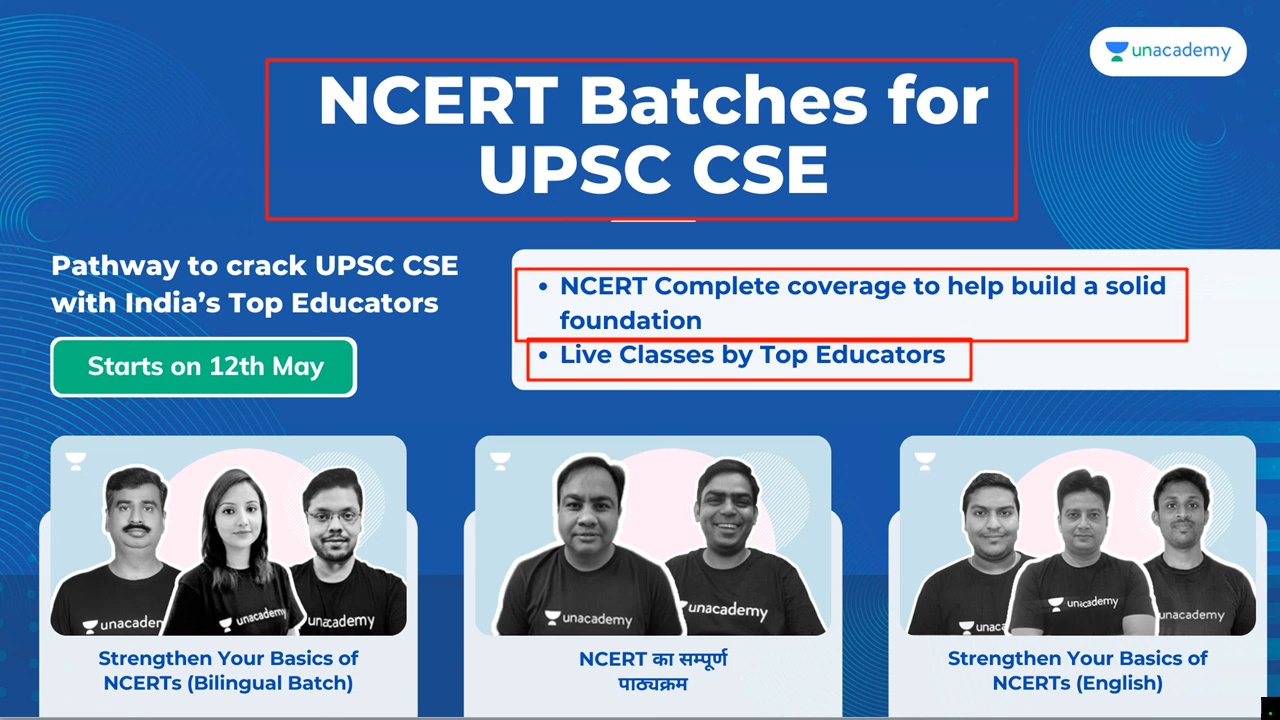 unacademy
NCERT Batches for
UPSC CSE
Pathway to crack UPSC CSE
with India's Top Educators
Starts on 12th May
• NCERT Complete coverage to help build a solid
foundation
• Live Classes by Top Educators
unacadem
unacademy
unacademy
unacademy
unacademy
unaca
unacademy
unacademy
Strengthen Your Basics of
NCERTs (Bilingual Batch)
NCERT का सम्पूर्ण
पाठ्यक्रम
Strengthen Your Basics of
NCERTs (English)